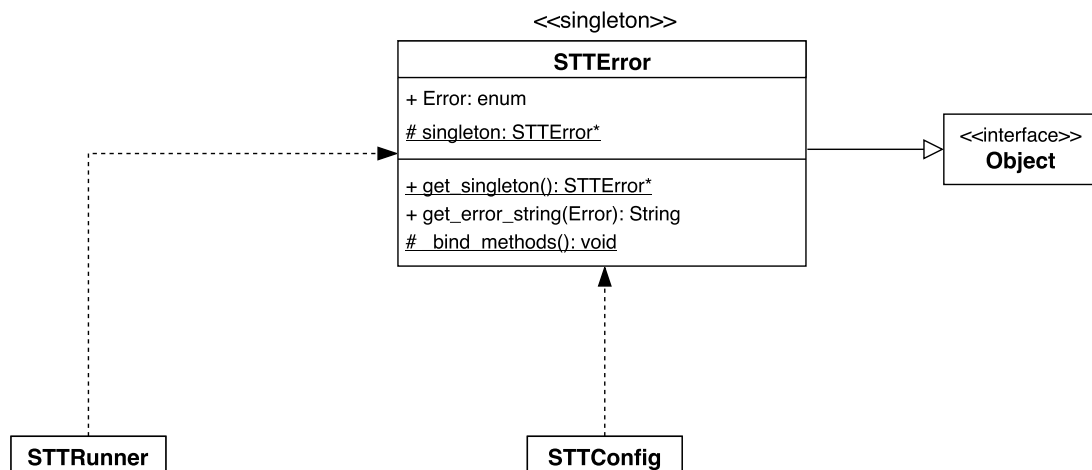 <<singleton>>
STTError
+ Error: enum
# singleton: STTError*
+ get_singleton(): STTError*
+ get_error_string(Error): String
# _bind_methods(): void
<<interface>>
Object
STTRunner
STTConfig